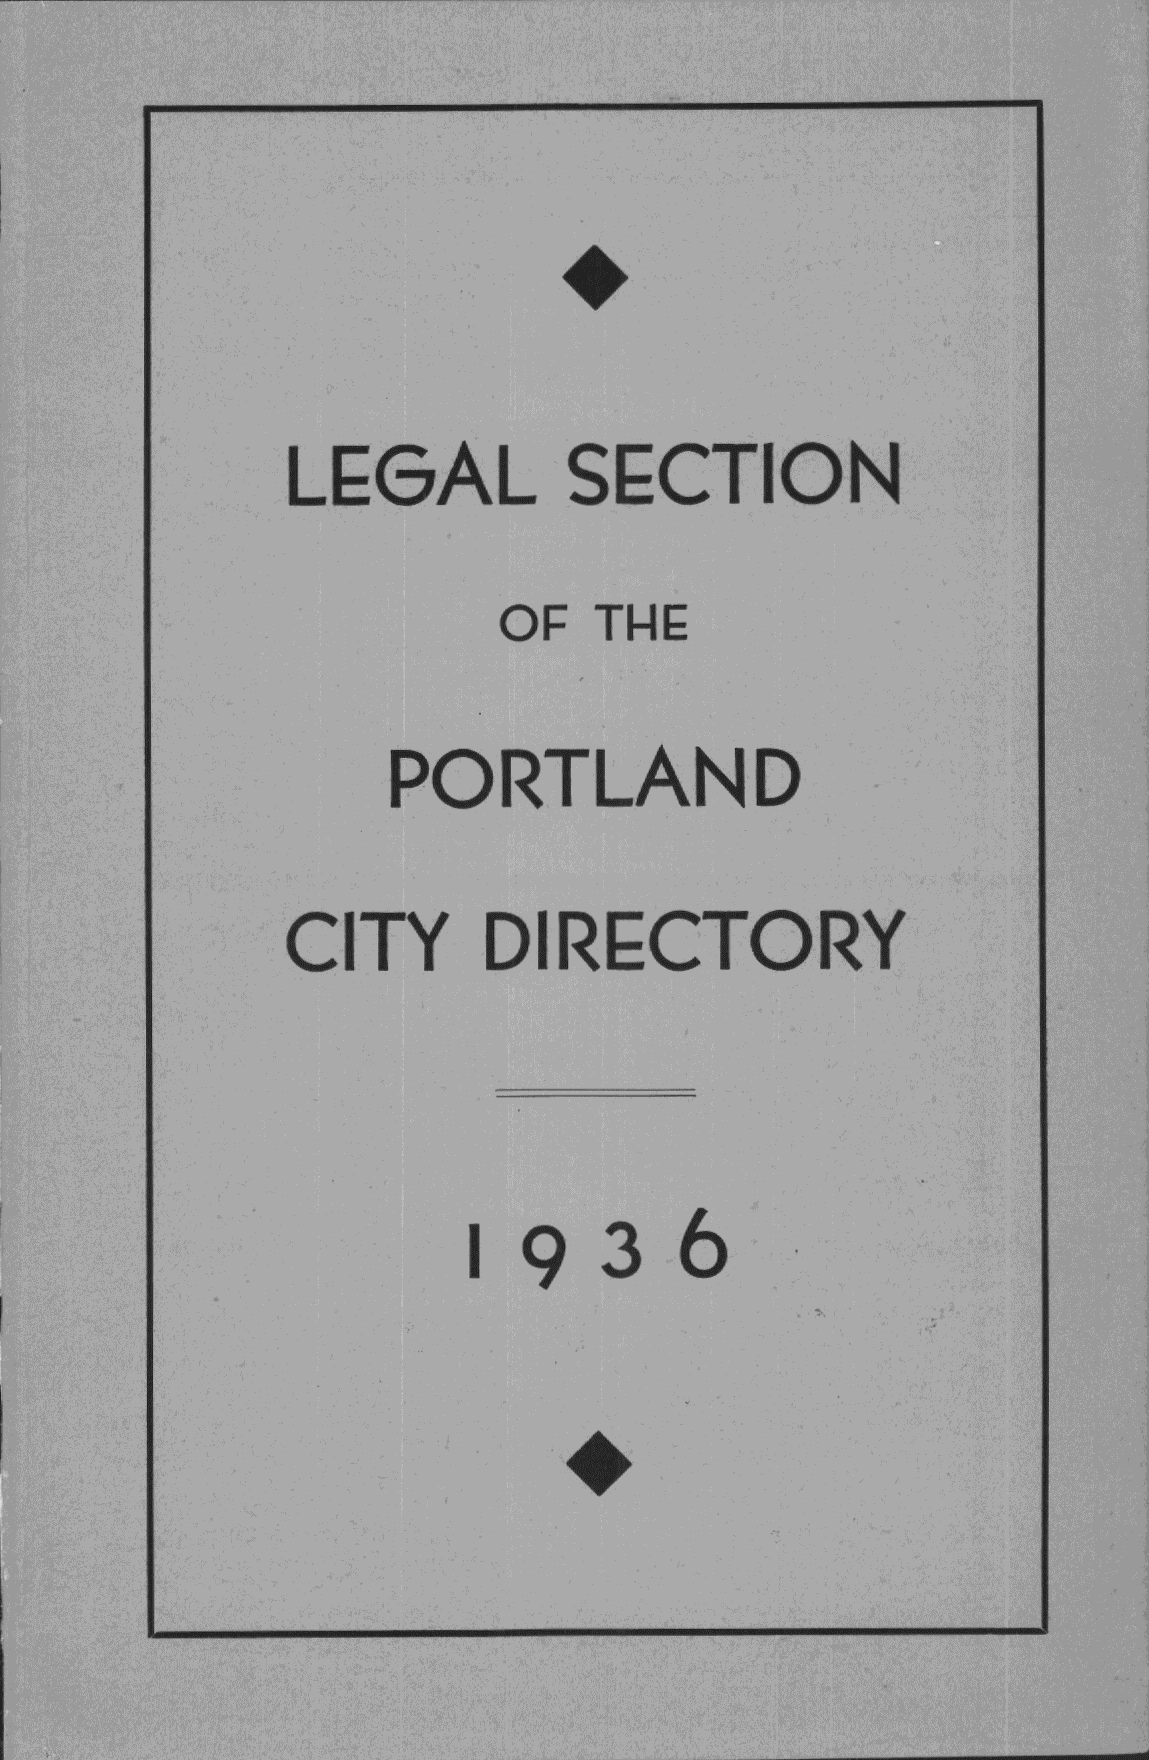 LEGAL SECTION
OF THE
PORTLAND
CITY DIRECTORY
1936